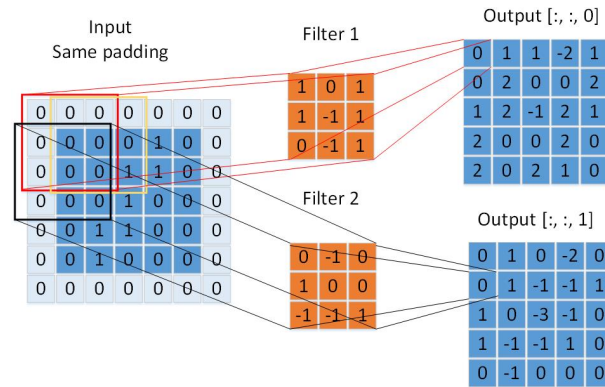 Input
Same padding
Filter 1
Output [:, :, 0]
0 0 0 0 0 0 0
0 0 0 0 1 0 0
0 0 0 1 1 0 0
0 0 0 1 0 0 0
0 0 1 1 0 0 0
0 0 1 0 0 0 0
0 0 0 0 0 0 0
1 0 1
1 -1 1
0 -1 1
0 1 1 -2 1
0 2 0 0 2
1 2 -1 2 1
2 0 0 2 0
2 0 2 1 0
Filter 2
Output [:, :, 1]
0 -1 0
1 0 0
-1 -1 1
0 1 0 -2 0
0 1 -1 -1 1
1 0 -3 -1 0
1 -1 -1 1 0
0 -1 0 0 0